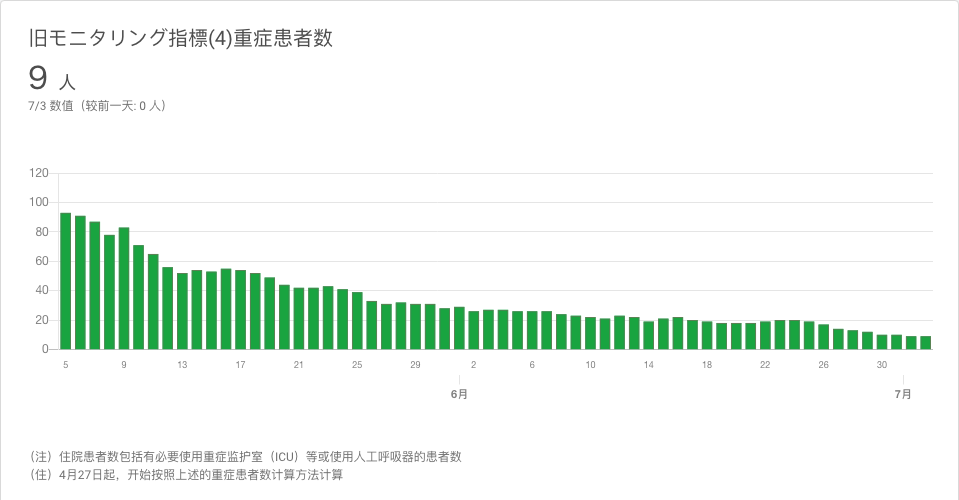 旧モニタリング指標(4)重症患者数
9 人
7/3 数值（较前一天: 0 人）
120
100
80
60
40
20
0
5 9 13 17 21 25 29 2 6 10 14 18 22 26 30
6月 7月
（注）住院患者数包括有必要使用重症监护室（ICU）等或使用人工呼吸器的患者数
（住）4月27日起，开始按照上述的重症患者数计算方法计算